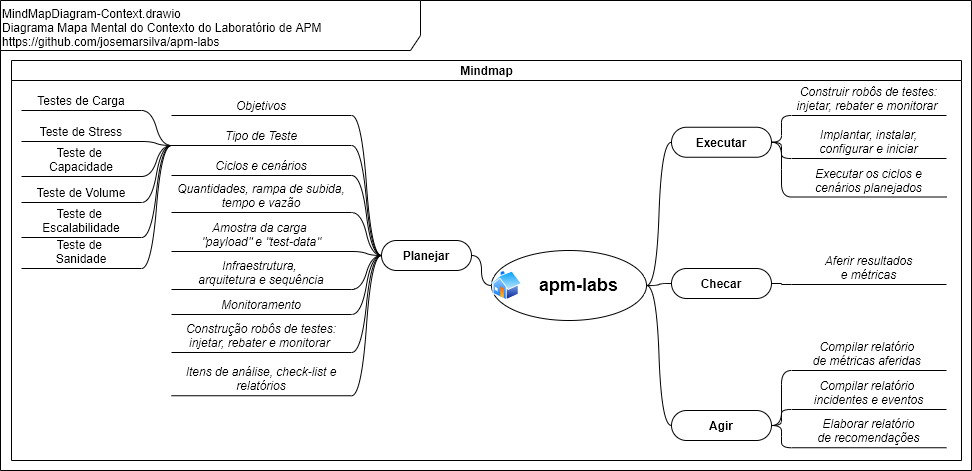 MindMapDiagram-Context.drawio
Diagrama Mapa Mental do Contexto do Laboratório de APM
https://github.com/josemarsilva/apm-labs
Mindmap
Testes de Carga
Teste de Stress
Teste de
Capacidade
Teste de Volume
Teste de
Escalabilidade
Teste de
Sanidade
Objetivos
Tipo de Teste
Ciclos e cenários
Quantidades, rampa de subida,
tempo e vazão
Amostra da carga
"payload" e "test-data"
Infraestrutura,
arquitetura e sequência
Monitoramento
Construção robôs de testes:
injetar, rebater e monitorar
Itens de análise, check-list e
relatórios
Planejar
apm-labs
Executar
Construir robôs de testes:
injetar, rebater e monitorar
Implantar, instalar,
configurar e iniciar
Executar os ciclos e
cenários planejados
Checar
Aferir resultados
e métricas
Agir
Compilar relatório
de métricas aferidas
Compilar relatório
incidentes e eventos
Elaborar relatório
de recomendações